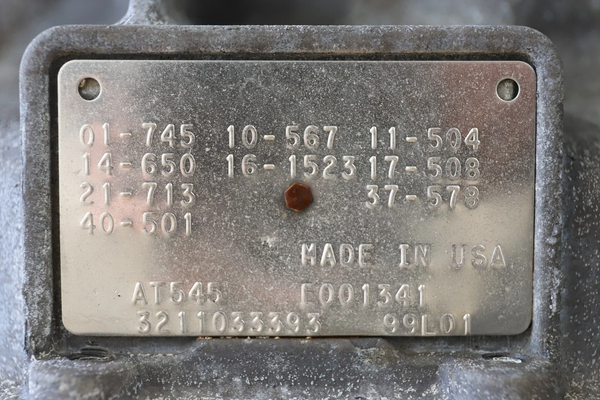 01-745 10-567 11-504
14-650 16-1523 17-508
21-713 37-578
40-501
MADE IN USA
AT545 E001341
3211033393 99L01